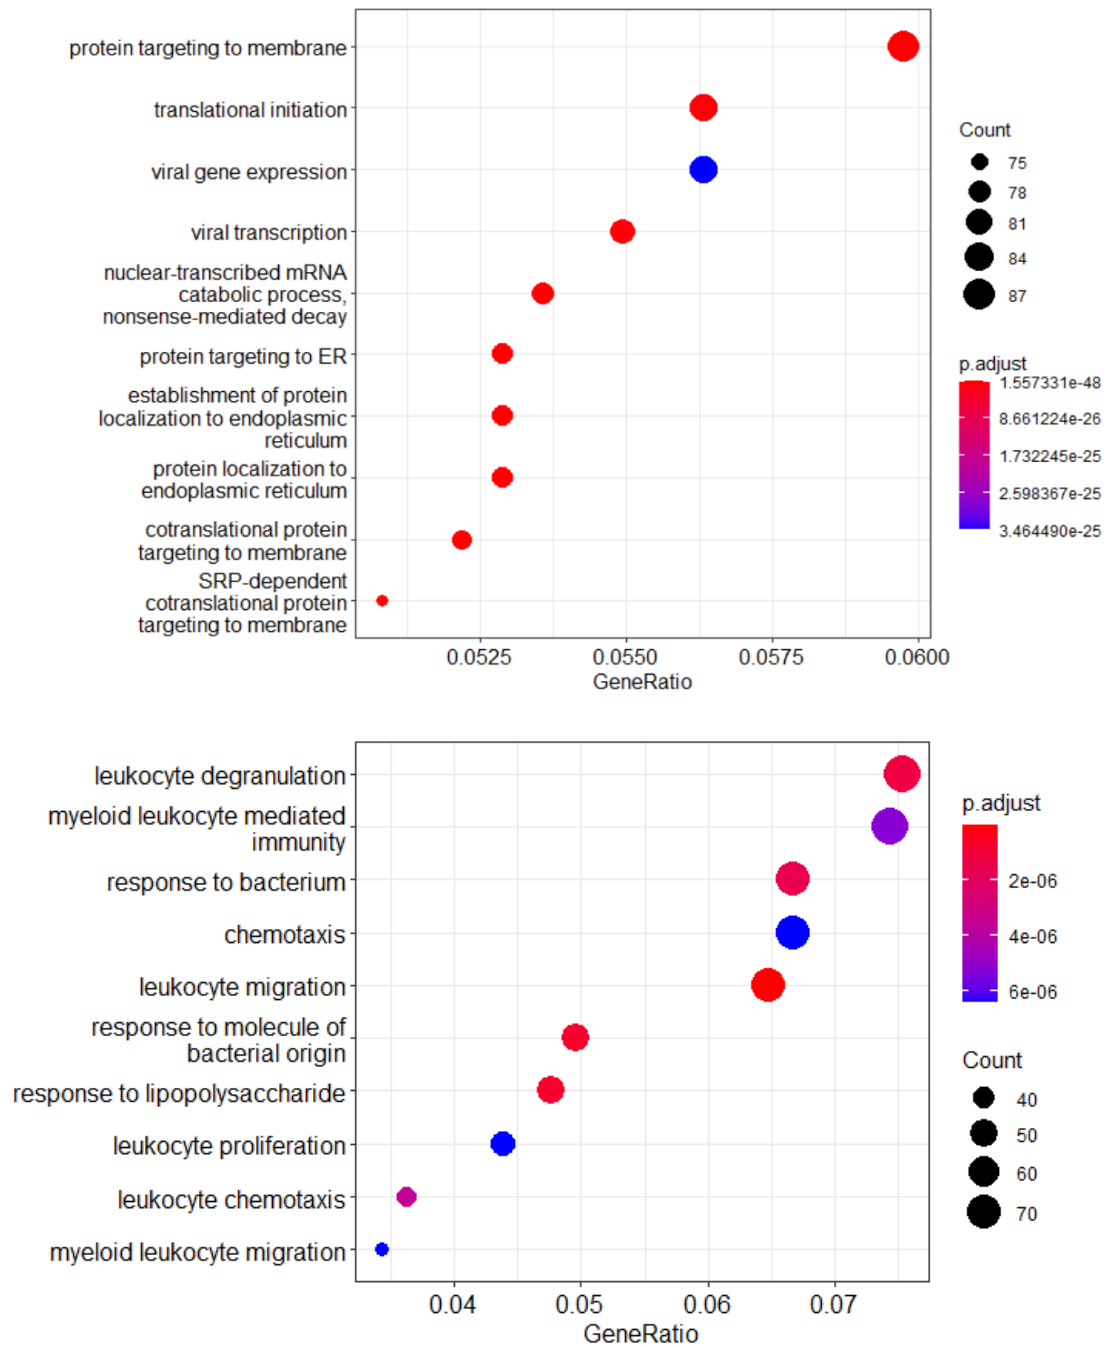 protein targeting to membrane
translational initiation
viral gene expression
viral transcription
nuclear-transcribed mRNA
catabolic process,
nonsense-mediated decay
protein targeting to ER
establishment of protein
localization to endoplasmic
reticulum
protein localization to
endoplasmic reticulum
cotranslational protein
targeting to membrane
SRP-dependent
cotranslational protein
targeting to membrane
0.0525 0.0550 0.0575 0.0600
GeneRatio
Count
75
78
81
84
87
p.adjust
1.557331e-48
8.661224e-26
1.732245e-25
2.598367e-25
3.464490e-25
leukocyte degranulation
myeloid leukocyte mediated
immunity
response to bacterium
chemotaxis
leukocyte migration
response to molecule of
bacterial origin
response to lipopolysaccharide
leukocyte proliferation
leukocyte chemotaxis
myeloid leukocyte migration
0.04 0.05 0.06 0.07
GeneRatio
p.adjust
2e-06
4e-06
6e-06
Count
40
50
60
70